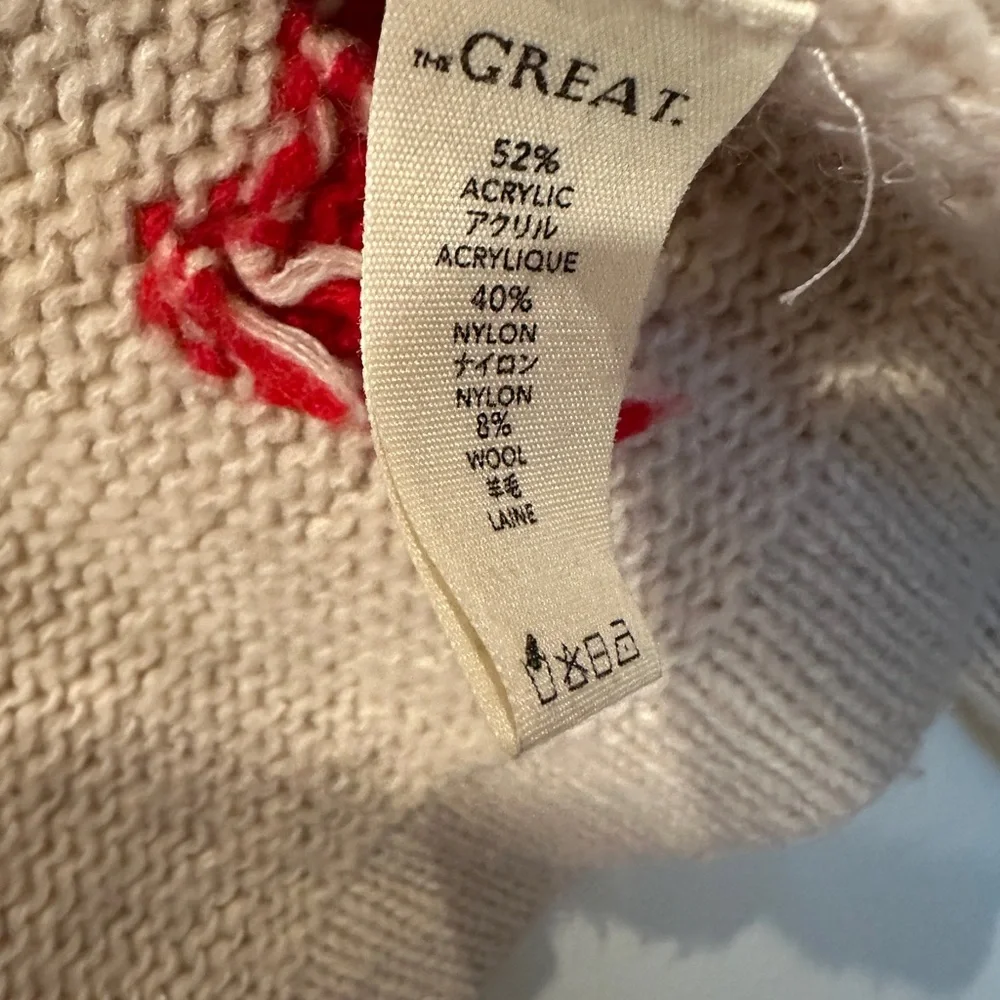 THE GREAT.
52%
ACRYLIC
アクリル
ACRYLIQUE
40%
NYLON
ナイロン
NYLON
8%
WOOL
羊毛
LAINE